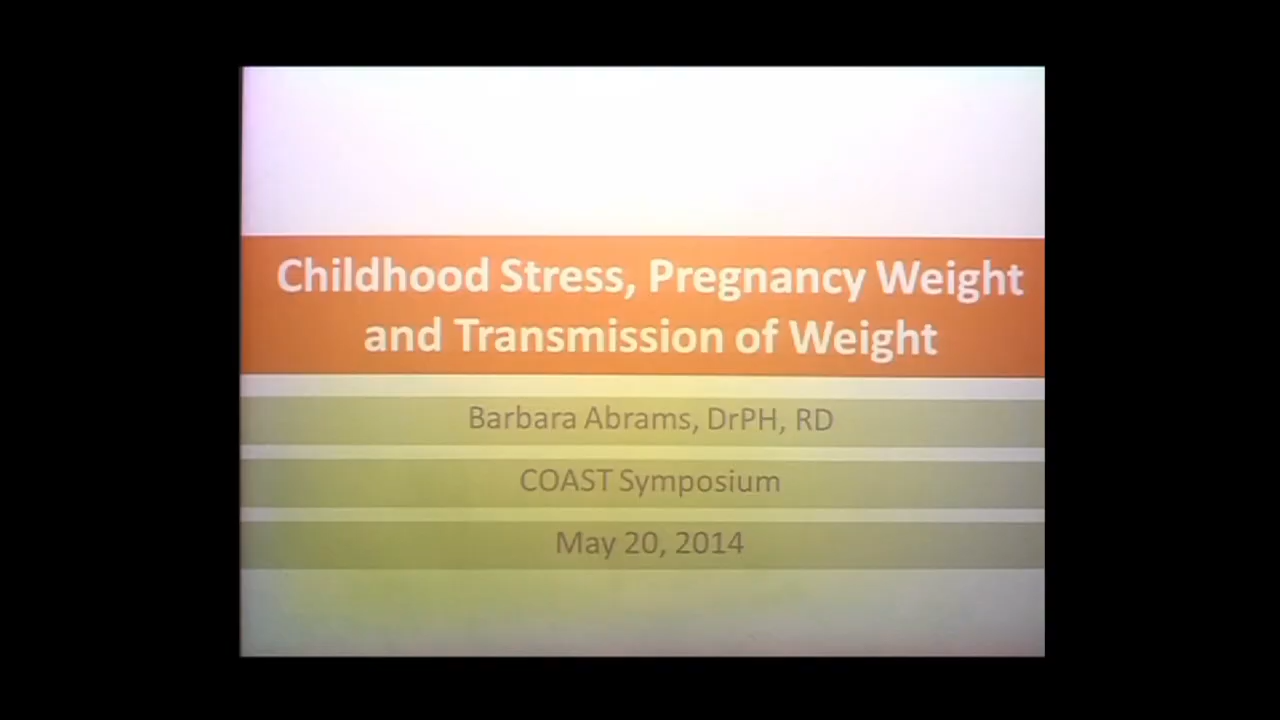 Childhood Stress, Pregnancy Weight
and Transmission of Weight
Barbara Abrams, DrPH, RD
COAST Symposium
May 20, 2014